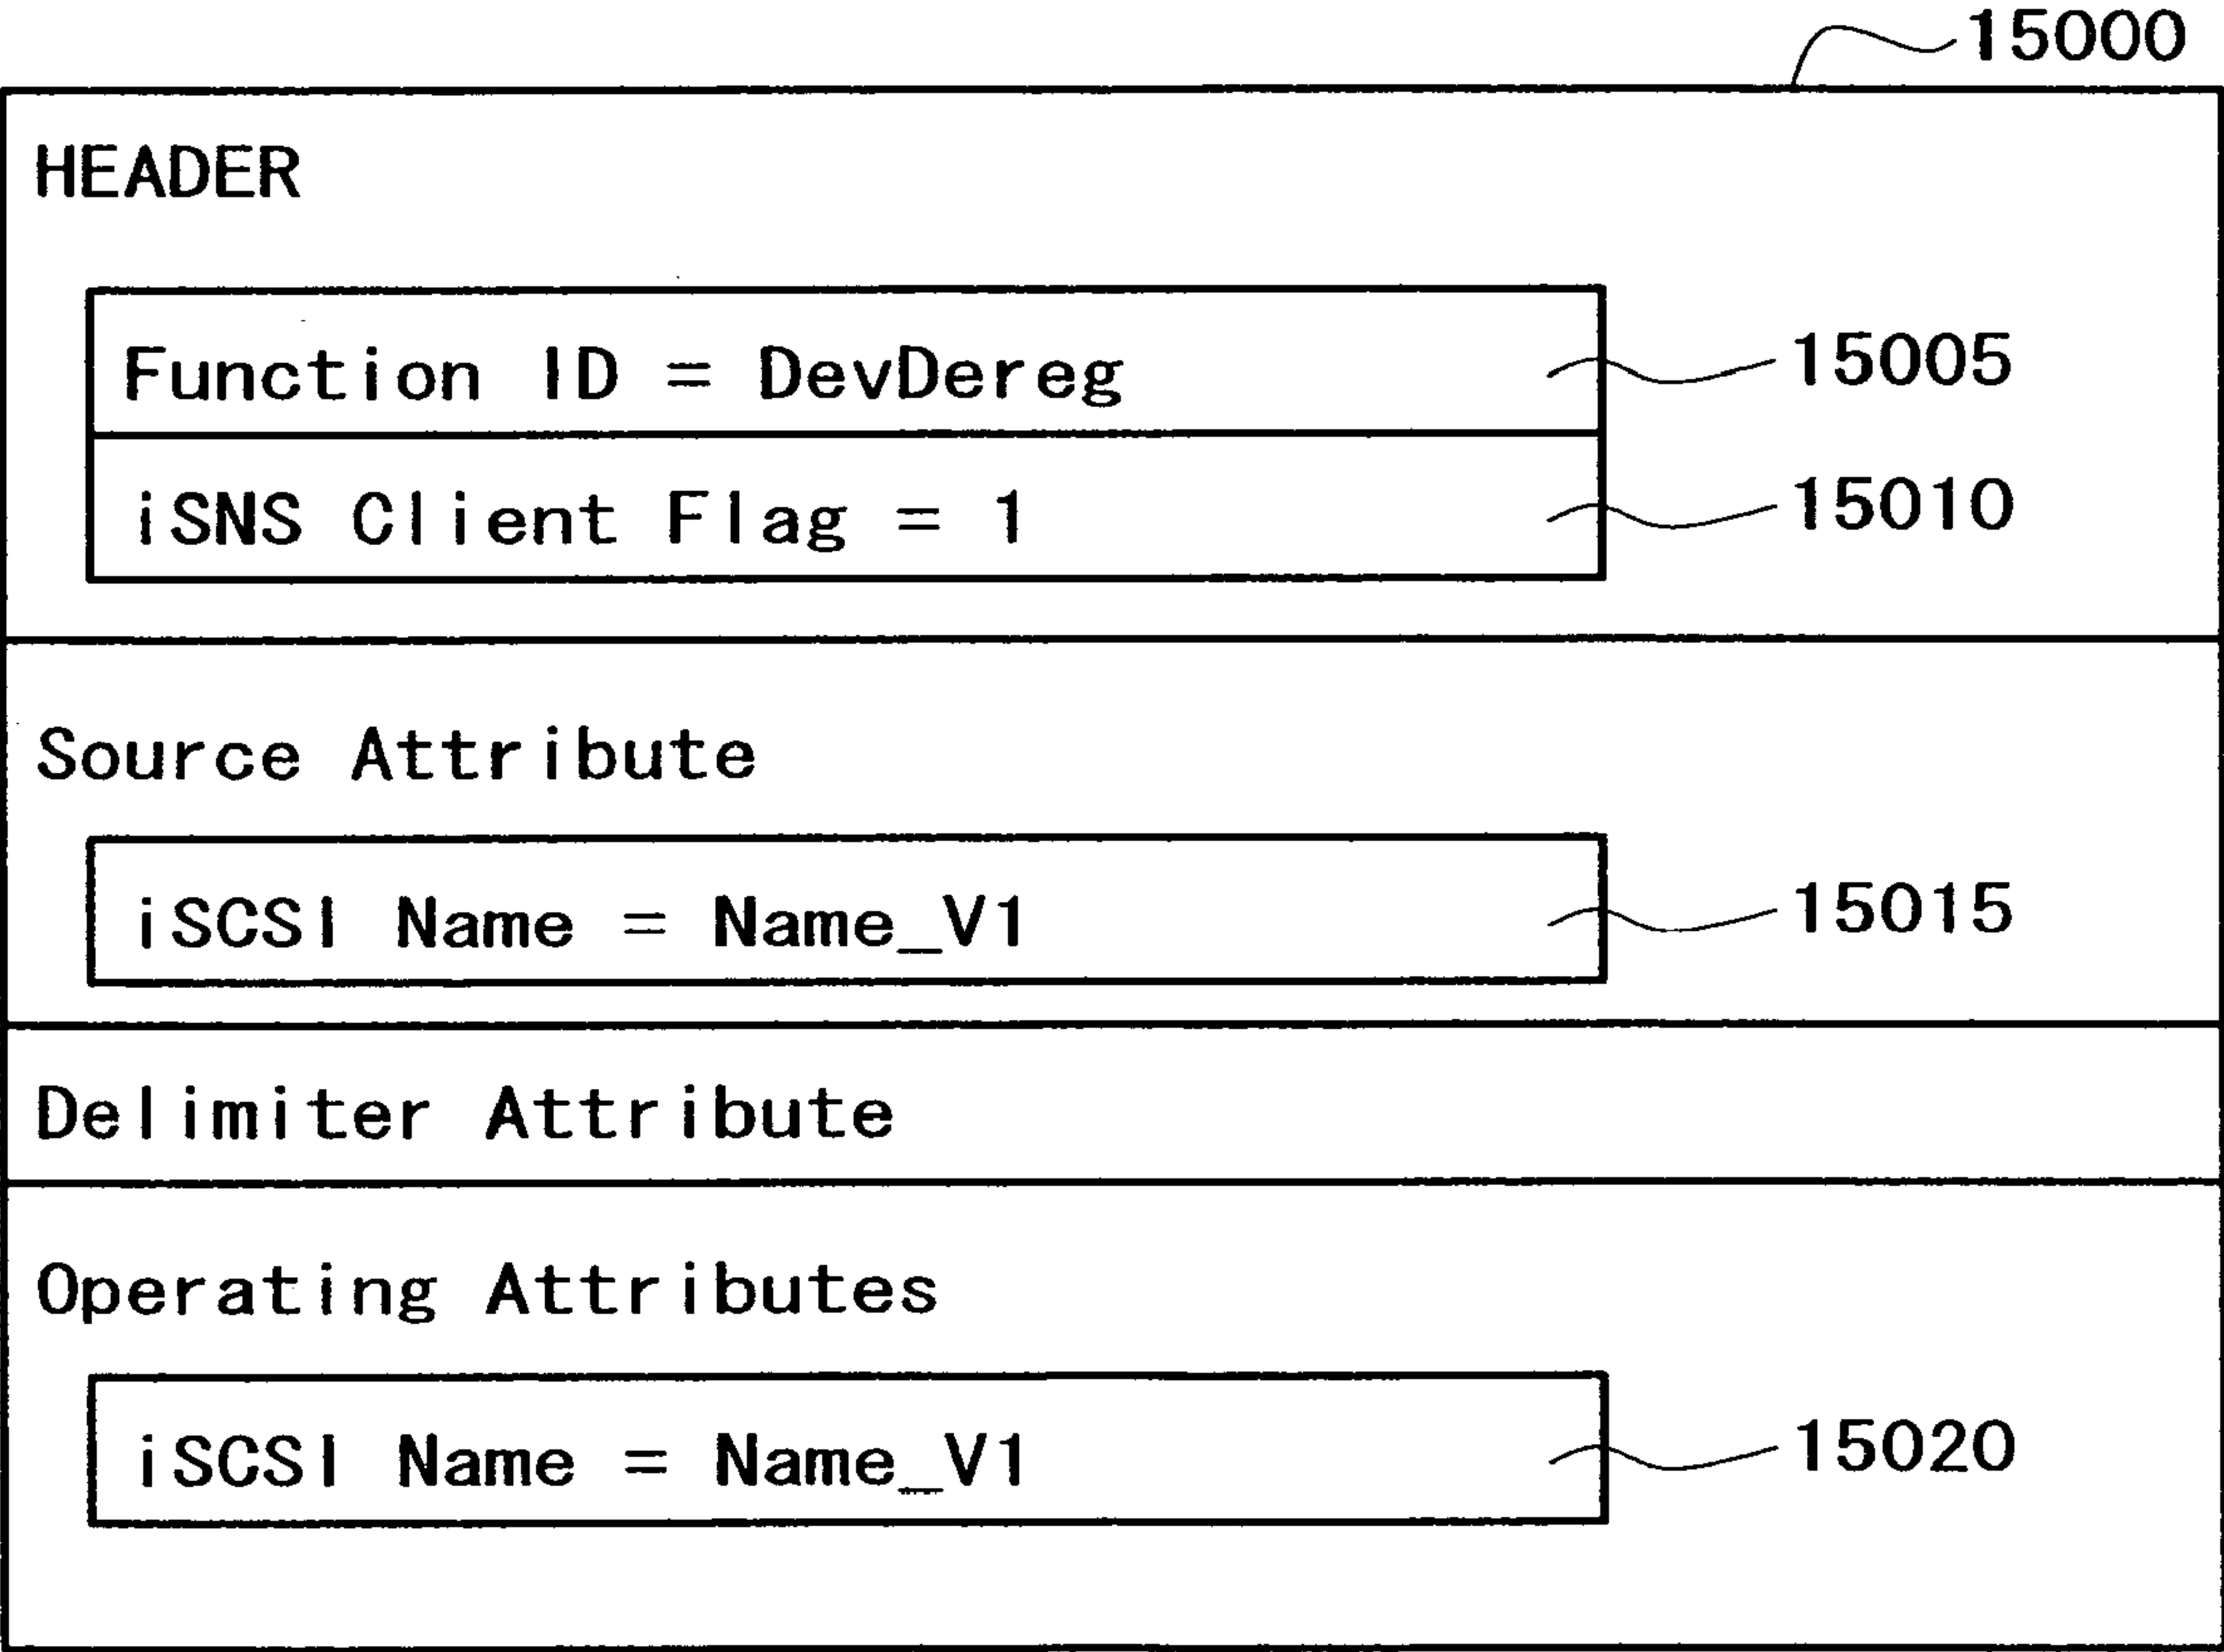 15000
HEADER
Function ID = DevDereg 15005
iSNS Client Flag = 1 15010
Source Attribute
iSCSI Name = Name_V1 15015
Delimiter Attribute
Operating Attributes
iSCSI Name = Name_V1 15020